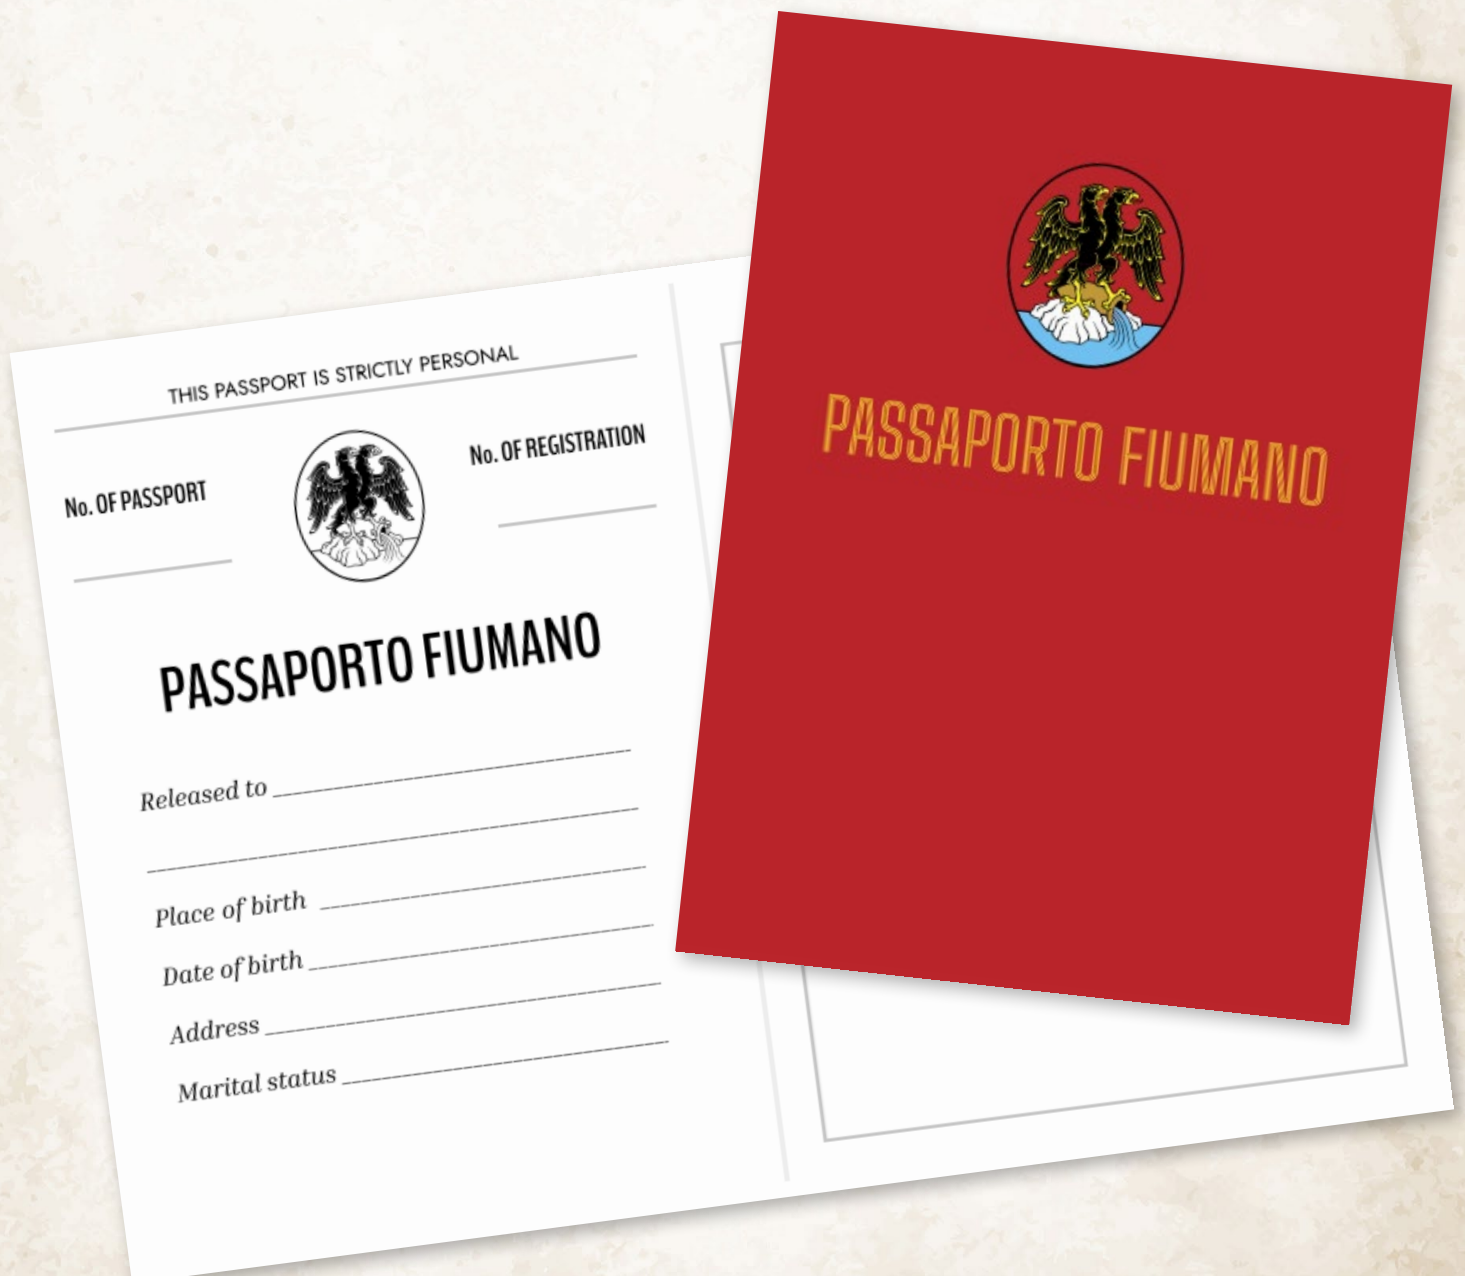 THIS PASSPORT IS STRICTLY PERSONAL
No. OF PASSPORT
No. OF REGISTRATION
PASSAPORTO FIUMANO
Released to
Place of birth
Date of birth
Address
Marital status
PASSAPORTO FIUMANO